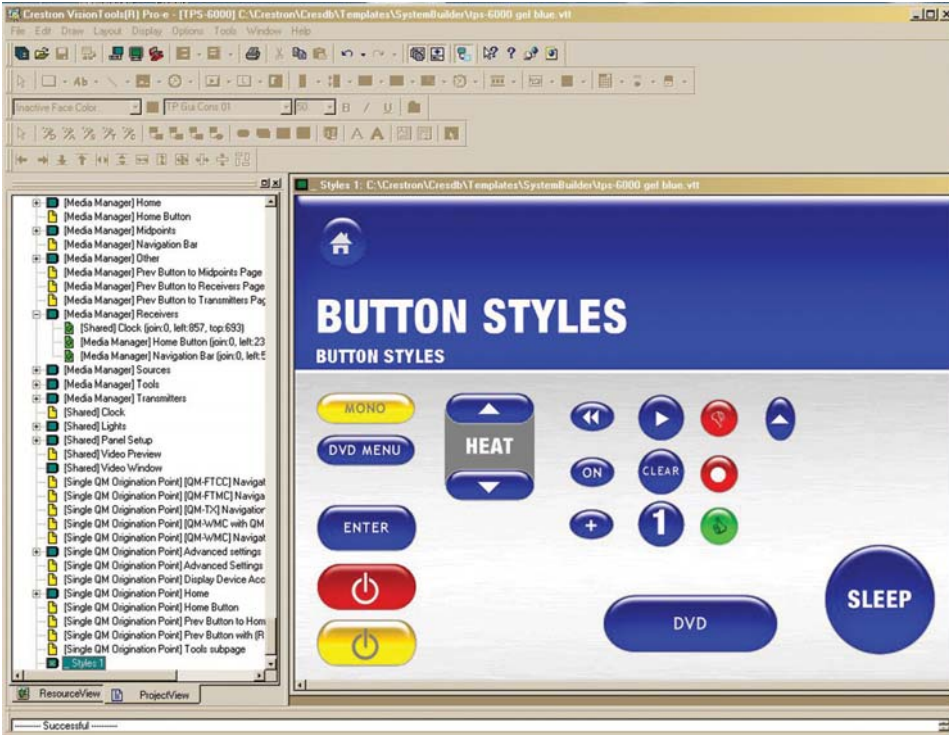 Crestron VisionTools(R) Pro-e - [TPS-6000] C:\Crestron\Cresdb\Templates\SystemBuilder\tps-6000 gel blue.vtt
File Edit Draw Layout Display Options Tools Window Help
Inactive Face Color TP Gui Cons 01 50 B / U
_ Styles 1: C:\Crestron\Cresdb\Templates\SystemBuilder\tps-6000 gel blue.vtt
[Media Manager] Home
[Media Manager] Home Button
[Media Manager] Midpoints
[Media Manager] Navigation Bar
[Media Manager] Other
[Media Manager] Prev Button to Midpoints Page
[Media Manager] Prev Button to Receivers Page
[Media Manager] Prev Button to Transmitters Pag
[Media Manager] Receivers
[Shared] Clock (join:0, left:857, top:693)
[Media Manager] Home Button (join:0, left:23
[Media Manager] Navigation Bar (join:0, left:5
[Media Manager] Sources
[Media Manager] Tools
[Media Manager] Transmitters
[Shared] Clock
[Shared] Lights
[Shared] Panel Setup
[Shared] Video Preview
[Shared] Video Window
[Single QM Origination Point] [QM-FTCC] Navigat
[Single QM Origination Point] [QM-FTMC] Naviga
[Single QM Origination Point] [QM-TX] Navigation
[Single QM Origination Point] [QM-WMC with QM
[Single QM Origination Point] [QM-WMC] Navigat
[Single QM Origination Point] Advanced settings
[Single QM Origination Point] Advanced Settings
[Single QM Origination Point] Display Device Acc
[Single QM Origination Point] Home
[Single QM Origination Point] Home Button
[Single QM Origination Point] Prev Button to Hom
[Single QM Origination Point] Prev Button with (R
[Single QM Origination Point] Tools subpage
_ Styles 1
ResourceView ProjectView
---------- Successful ----------
BUTTON STYLES
BUTTON STYLES
MONO
DVD MENU
HEAT
ON CLEAR
ENTER
+ 1
DVD
SLEEP